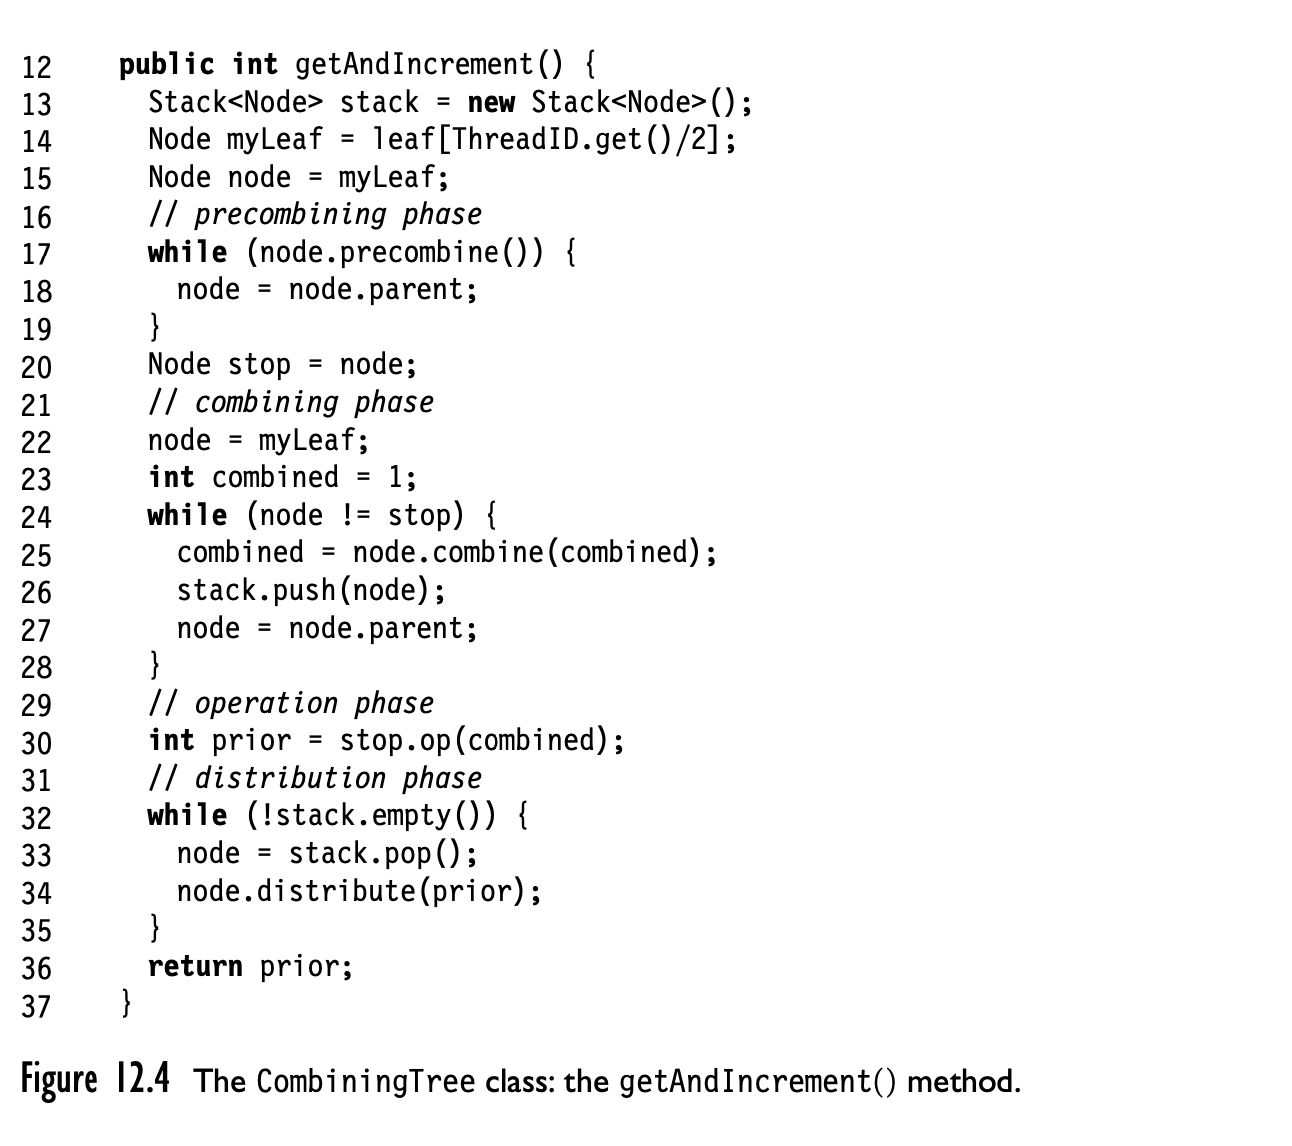 12 public int getAndIncrement() {
13 Stack<Node> stack = new Stack<Node>();
14 Node myLeaf = leaf[ThreadID.get()/2];
15 Node node = myLeaf;
16 // precombining phase
17 while (node.precombine()) {
18 node = node.parent;
19 }
20 Node stop = node;
21 // combining phase
22 node = myLeaf;
23 int combined = 1;
24 while (node != stop) {
25 combined = node.combine(combined);
26 stack.push(node);
27 node = node.parent;
28 }
29 // operation phase
30 int prior = stop.op(combined);
31 // distribution phase
32 while (!stack.empty()) {
33 node = stack.pop();
34 node.distribute(prior);
35 }
36 return prior;
37 }
Figure 12.4 The CombiningTree class: the getAndIncrement() method.